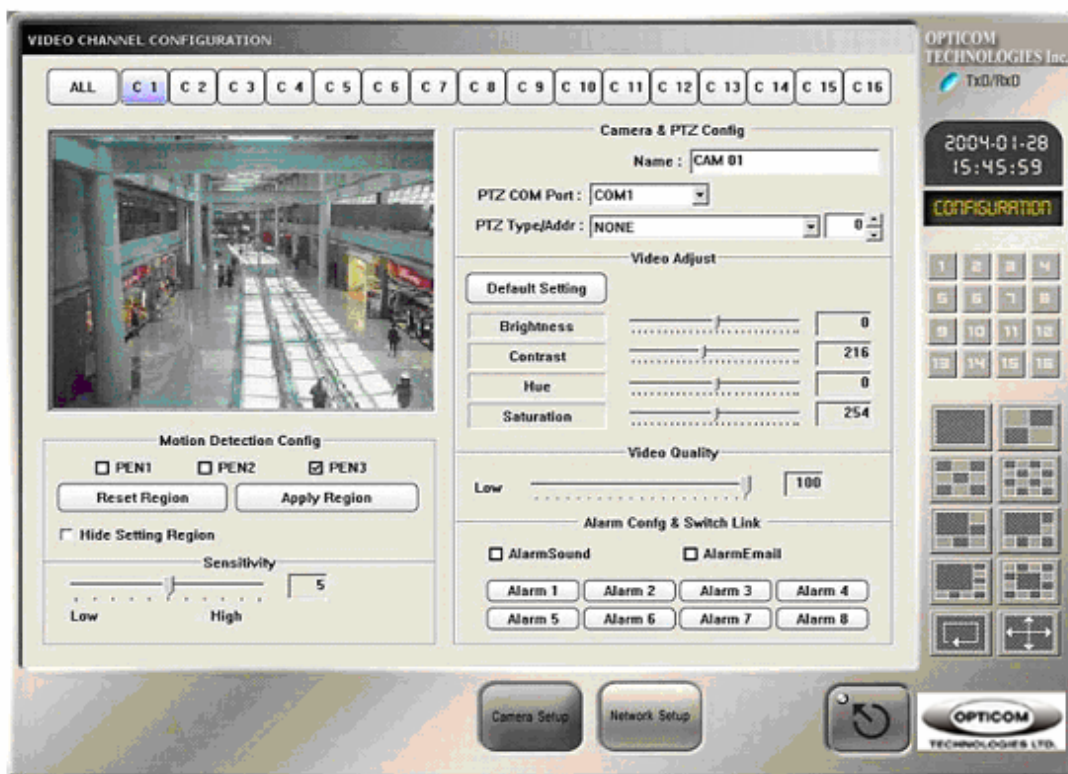 VIDEO CHANNEL CONFIGURATION
ALL C 1 C 2 C 3 C 4 C 5 C 6 C 7 C 8 C 9 C 10 C 11 C 12 C 13 C 14 C 15 C 16
Camera & PTZ Config
Name : CAM 01
PTZ COM Port : COM1
PTZ Type/Addr : NONE 0
Video Adjust
Default Setting
Brightness 0
Contrast 216
Hue 0
Saturation 254
Motion Detection Config
PEN1 PEN2 PEN3
Reset Region Apply Region
Hide Setting Region
Sensitivity
5
Low High
Video Quality
Low 100
Alarm Confg & Switch Link
AlarmSound AlarmEmail
Alarm 1 Alarm 2 Alarm 3 Alarm 4
Alarm 5 Alarm 6 Alarm 7 Alarm 8
Camera Setup Network Setup
OPTICOM
TECHNOLOGIES Inc.
TxD/RxD
2004-01-28
15:45:59
CONFIGURATION
1 2 3 4
5 6 7 8
9 10 11 12
13 14 15 16
OPTICOM
TECHNOLOGIES LTD.